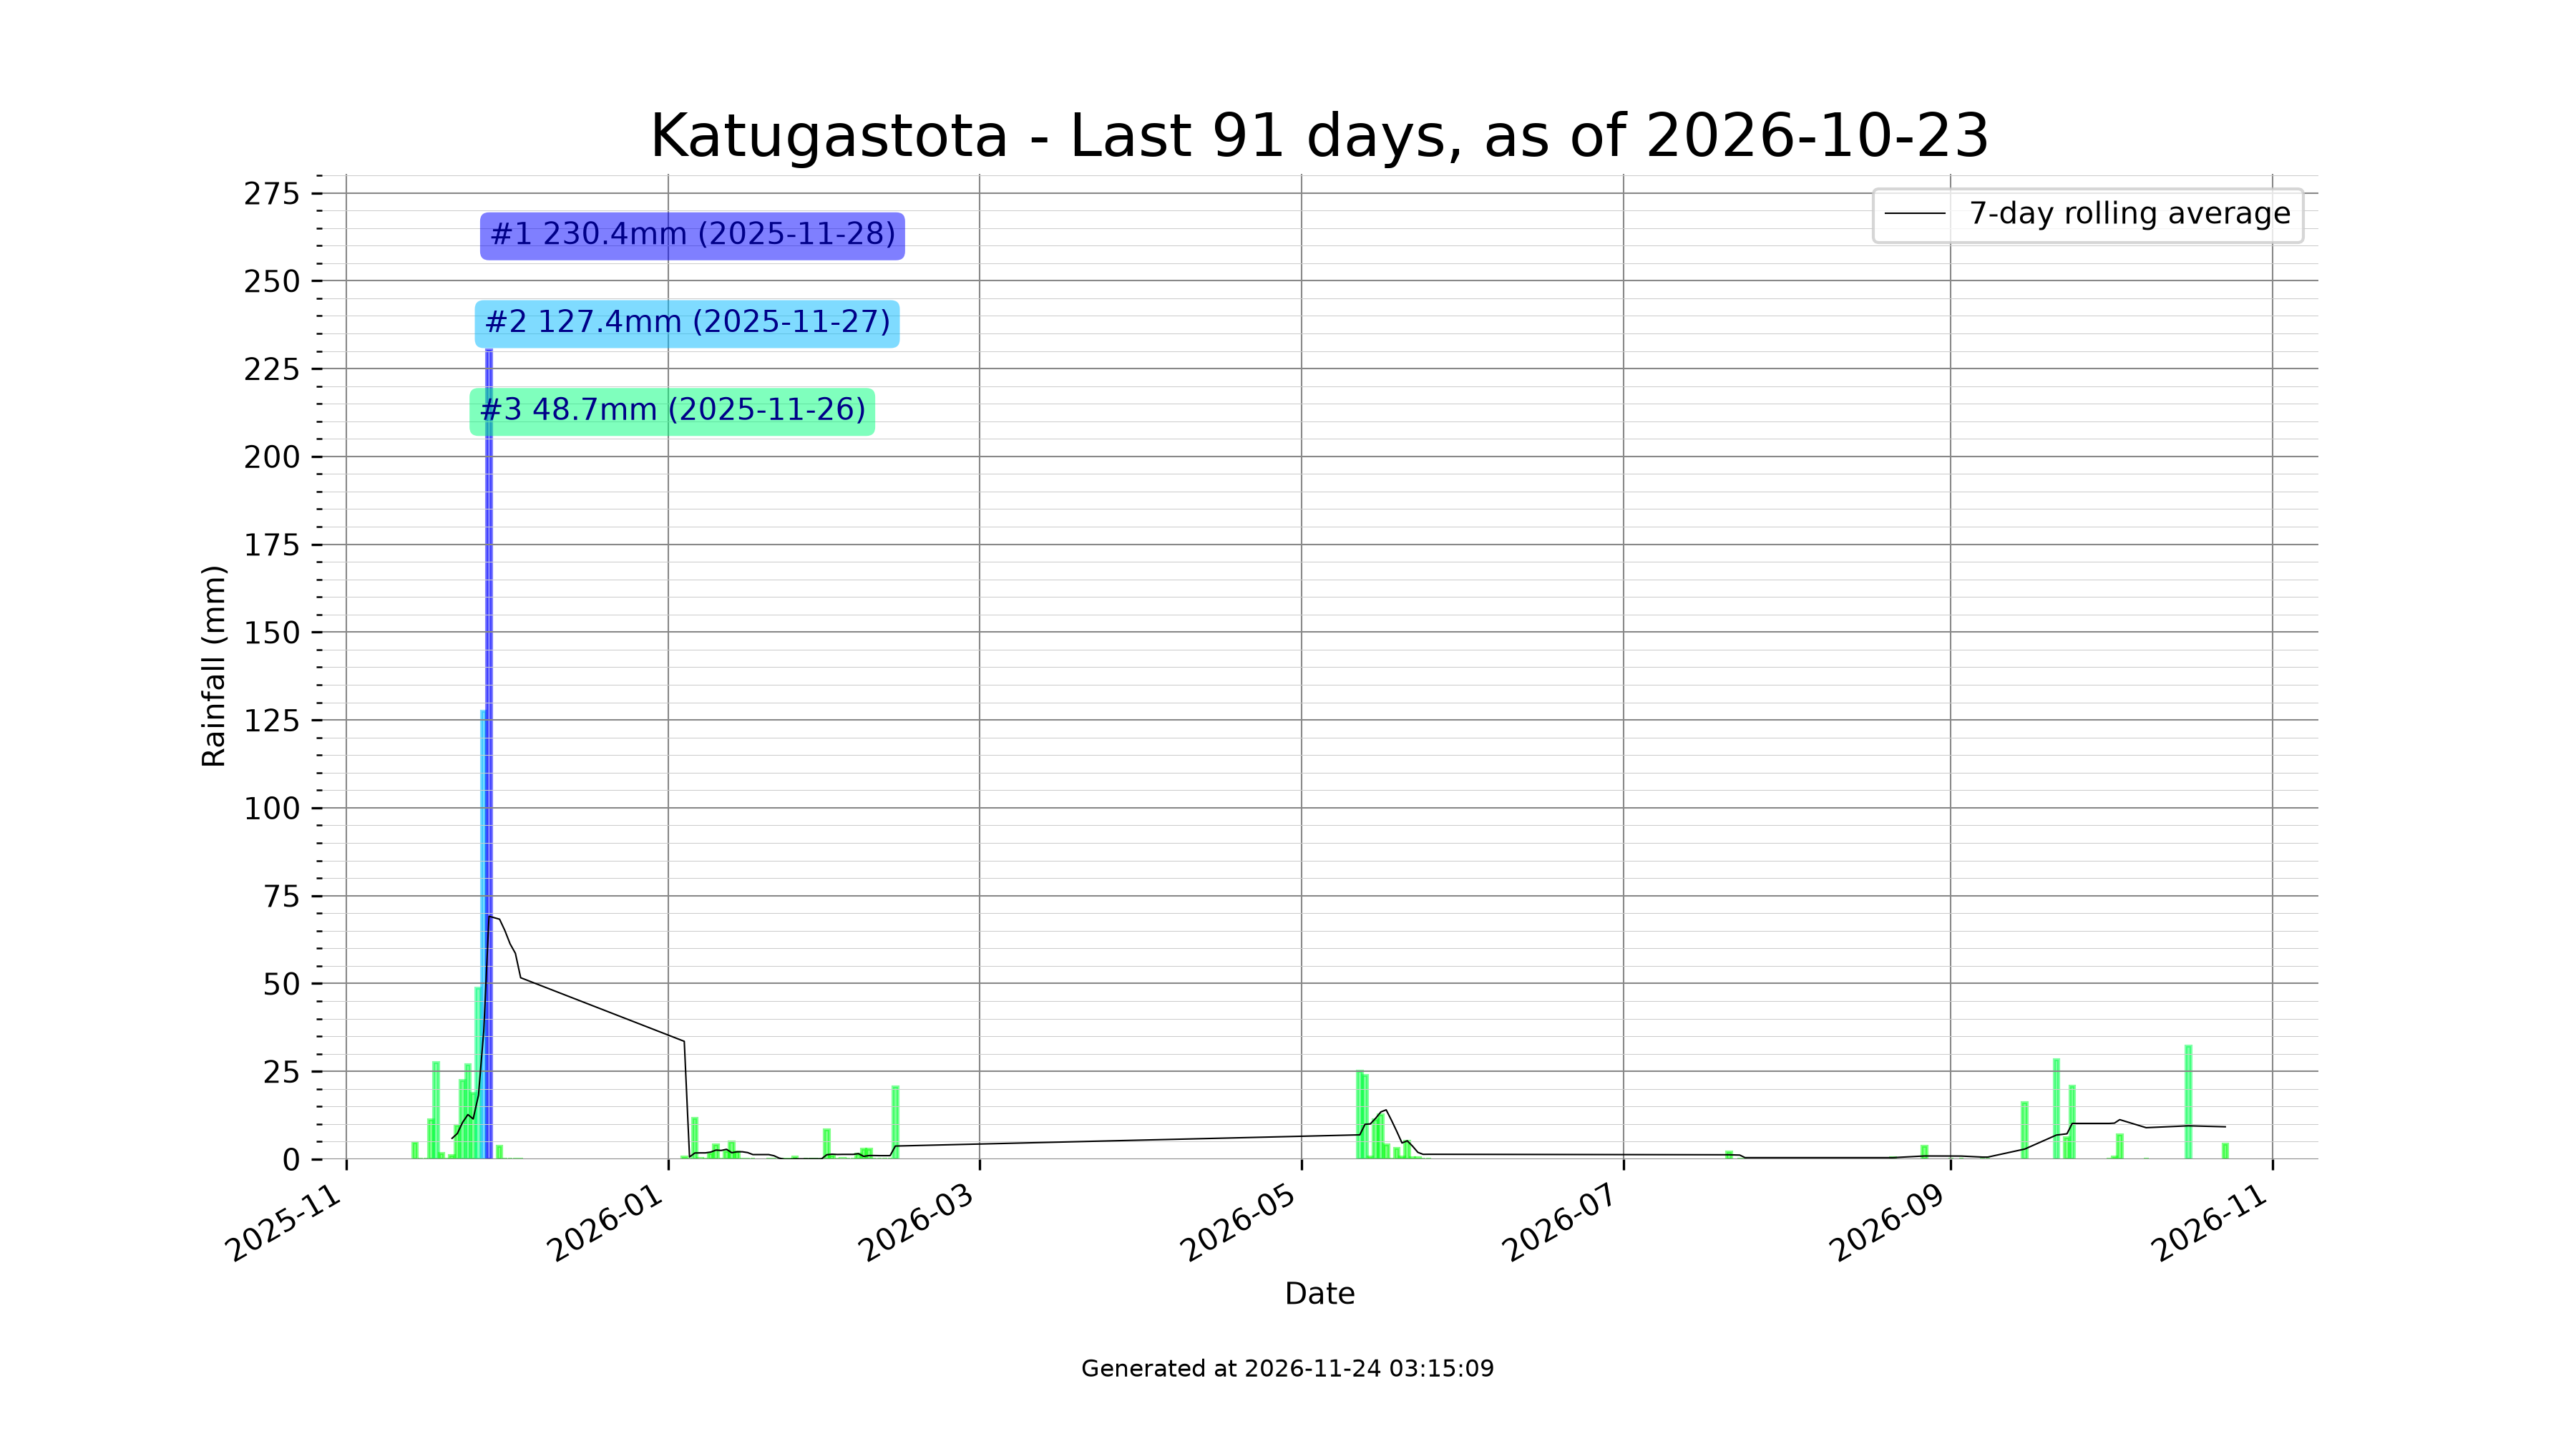 Katugastota - Last 91 days, as of 2026-10-23
7-day rolling average
#1 230.4mm (2025-11-28)
#2 127.4mm (2025-11-27)
#3 48.7mm (2025-11-26)
Rainfall (mm)
275
250
225
200
175
150
125
100
75
50
25
0
2025-11
2026-01
2026-03
2026-05
2026-07
2026-09
2026-11
Date
Generated at 2026-11-24 03:15:09